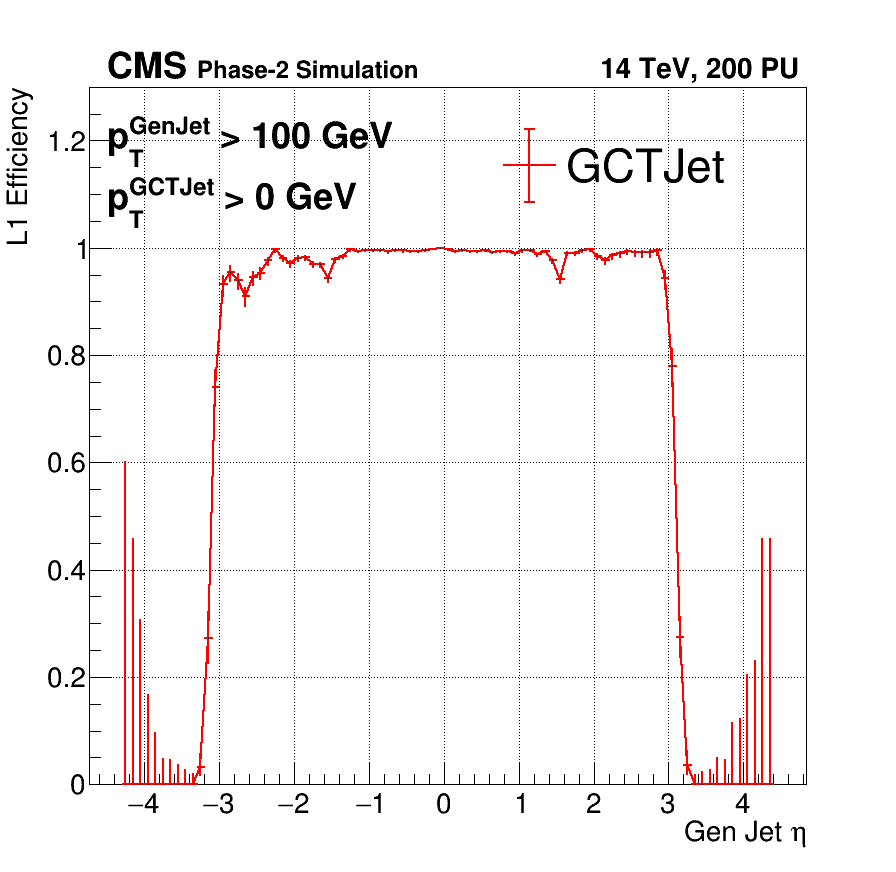 CMS Phase-2 Simulation 14 TeV, 200 PU
p_T^GenJet > 100 GeV
p_T^GCTJet > 0 GeV
GCTJet
L1 Efficiency
1.2
1
0.8
0.6
0.4
0.2
0
−4 −3 −2 −1 0 1 2 3 4
Gen Jet η